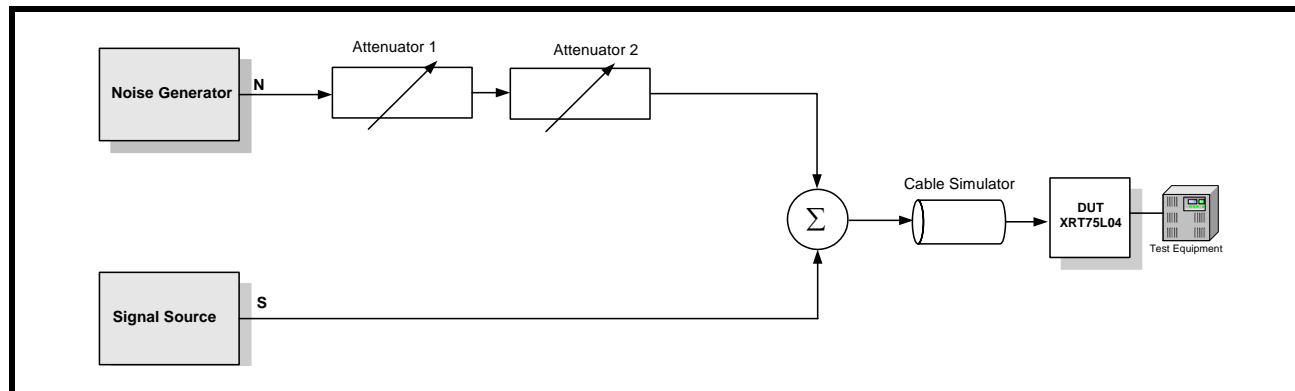 Attenuator 1
Attenuator 2
Noise Generator
N
Cable Simulator
Σ
DUT
XRT75L04
Test Equipment
S
Signal Source